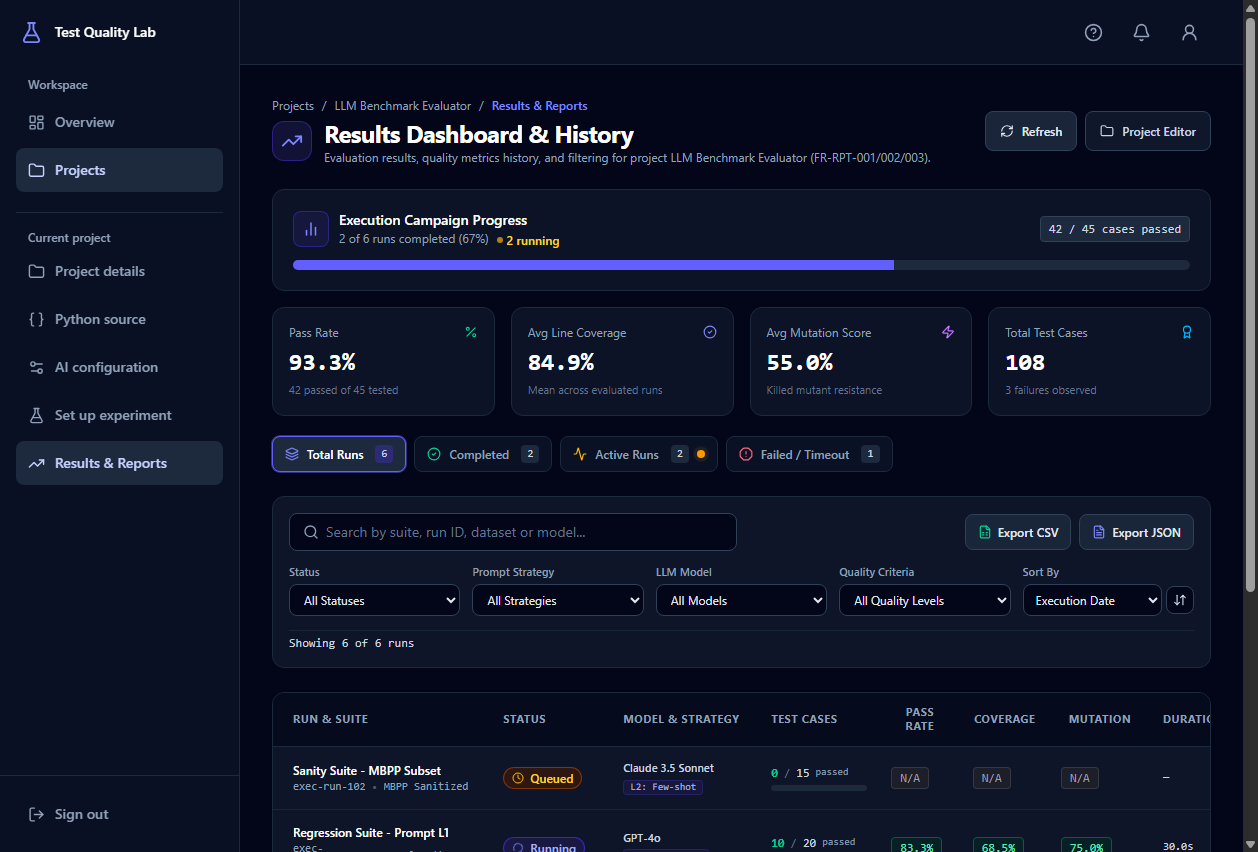 Test Quality Lab
Workspace
Overview
Projects
Current project
Project details
{ } Python source
AI configuration
Set up experiment
Results & Reports
Sign out
Projects / LLM Benchmark Evaluator / Results & Reports
Results Dashboard & History
Evaluation results, quality metrics history, and filtering for project LLM Benchmark Evaluator (FR-RPT-001/002/003).
Refresh
Project Editor
Execution Campaign Progress
2 of 6 runs completed (67%) 2 running
42 / 45 cases passed
Pass Rate
93.3%
42 passed of 45 tested
Avg Line Coverage
84.9%
Mean across evaluated runs
Avg Mutation Score
55.0%
Killed mutant resistance
Total Test Cases
108
3 failures observed
Total Runs 6
Completed 2
Active Runs 2
Failed / Timeout 1
Search by suite, run ID, dataset or model...
Export CSV
Export JSON
Status
All Statuses
Prompt Strategy
All Strategies
LLM Model
All Models
Quality Criteria
All Quality Levels
Sort By
Execution Date
Showing 6 of 6 runs
RUN & SUITE STATUS MODEL & STRATEGY TEST CASES PASS RATE COVERAGE MUTATION
Sanity Suite - MBPP Subset
exec-run-102 • MBPP Sanitized
Queued
Claude 3.5 Sonnet
L2: Few-shot
0 / 15 passed
N/A
N/A
N/A
—
Regression Suite - Prompt L1
exec-
Running
GPT-4o
10 / 20 passed
83.3%
68.5%
75.0%
30.0s